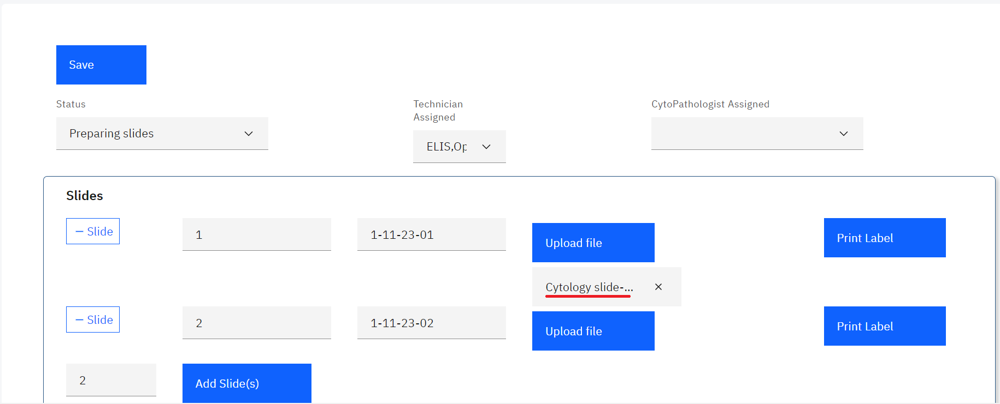 Save
Status
Preparing slides
Technician
Assigned
ELIS,Op
CytoPathologist Assigned
Slides
— Slide
1
1-11-23-01
Upload file
Print Label
Cytology slide-...
— Slide
2
1-11-23-02
Upload file
Print Label
2
Add Slide(s)